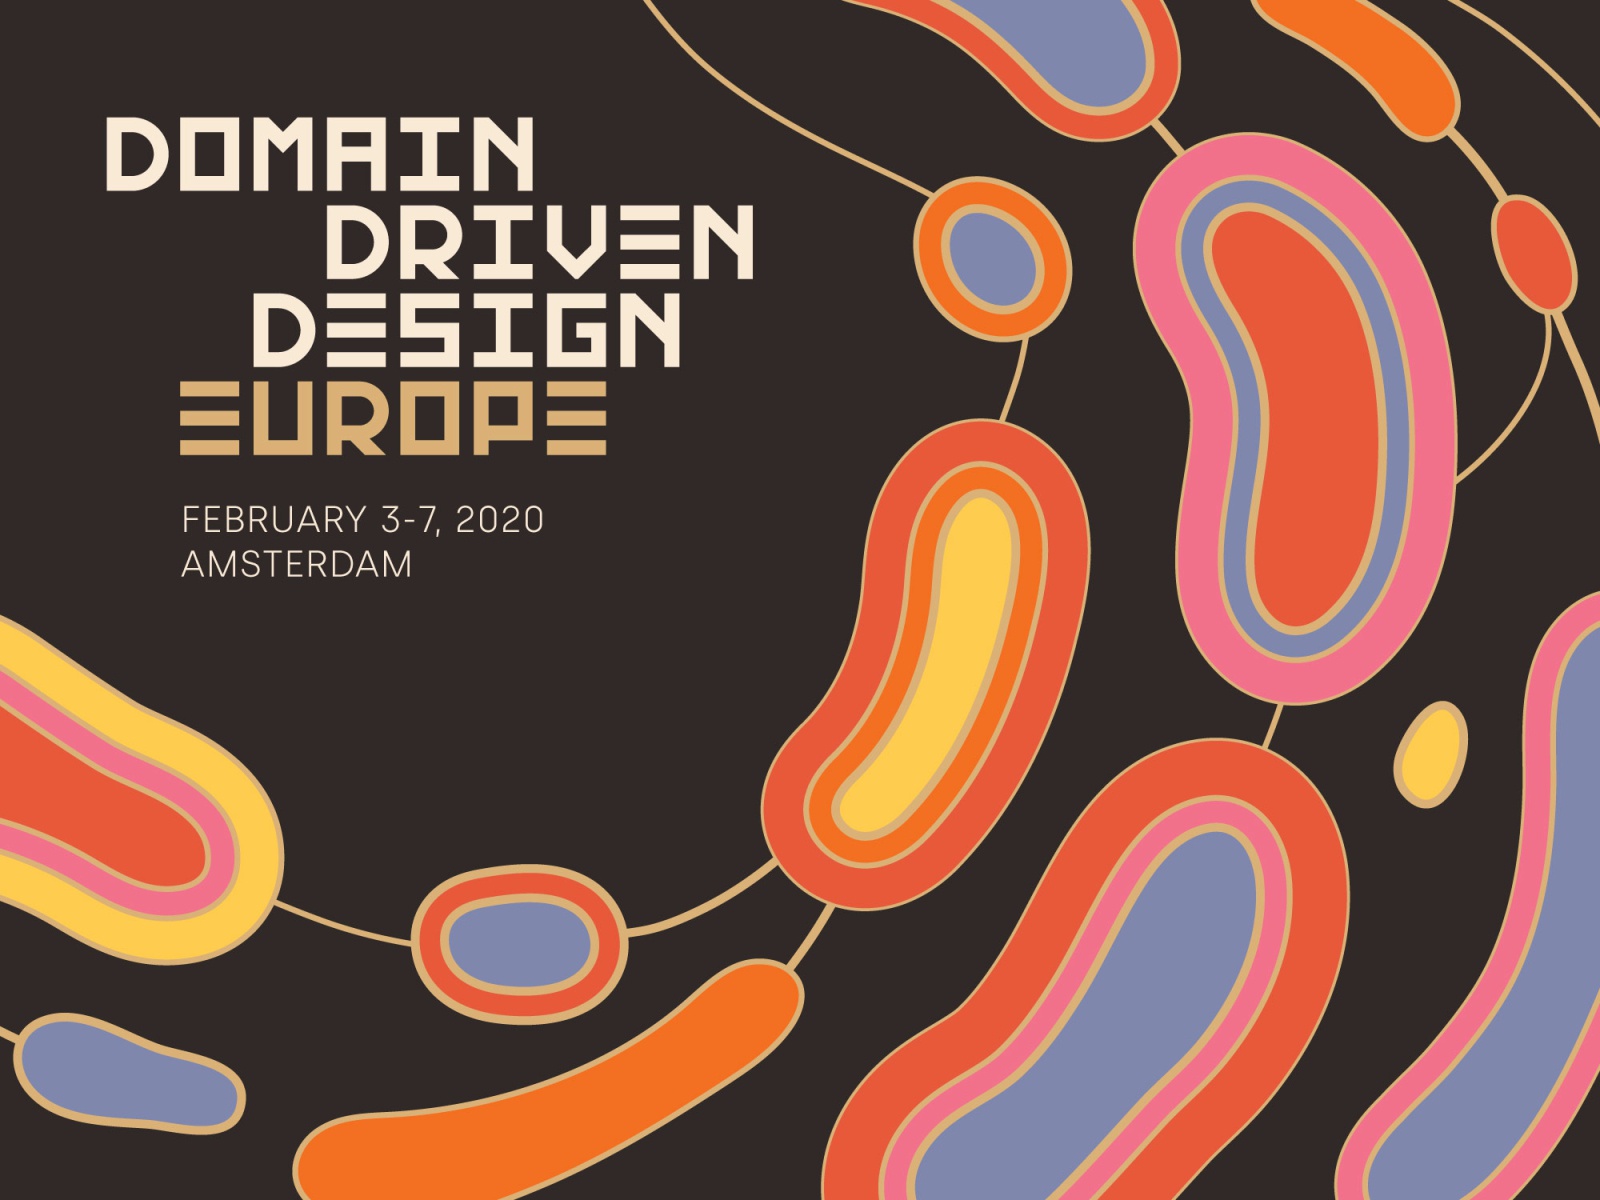 DOMAIN
DRIVEN
DESIGN
EUROPE
FEBRUARY 3-7, 2020
AMSTERDAM